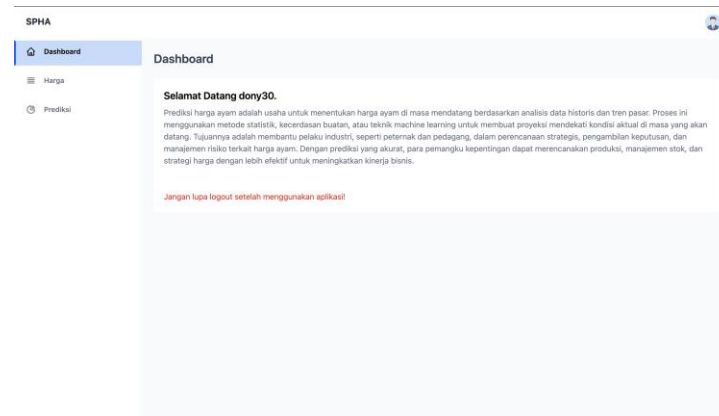 SPHA
Dashboard
Harga
Prediksi
Dashboard
Selamat Datang dony30.
Prediksi harga ayam adalah usaha untuk menentukan harga ayam di masa mendatang berdasarkan analisis data historis dan tren pasar. Proses ini
menggunakan metode statistik, kecerdasan buatan, atau teknik machine learning untuk membuat proyeksi mendekati kondisi aktual di masa yang akan
datang. Tujuannya adalah membantu pelaku industri, seperti peternak dan pedagang, dalam perencanaan strategis, pengambilan keputusan, dan
manajemen risiko terkait harga ayam. Dengan prediksi yang akurat, para pemangku kepentingan dapat merencanakan produksi, manajemen stok, dan
strategi harga dengan lebih efektif untuk meningkatkan kinerja bisnis.
Jangan lupa logout setelah menggunakan aplikasi!